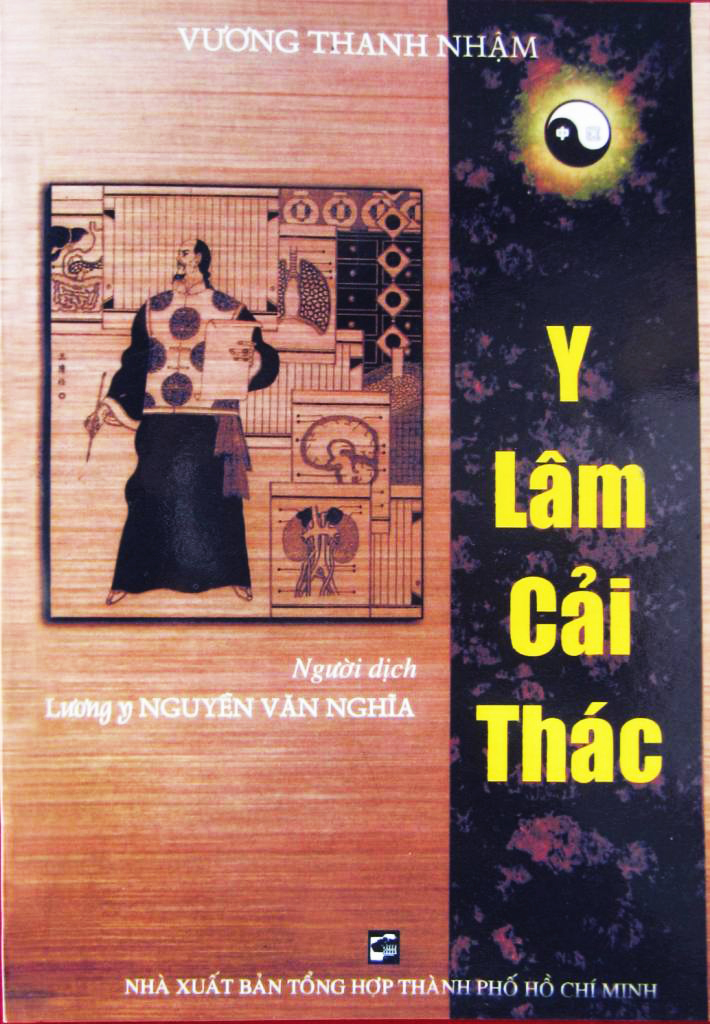 VƯƠNG THANH NHẬM
中
Y
Lâm
Cải
Thác
Người dịch
Lương y NGUYỄN VĂN NGHĨA
NHÀ XUẤT BẢN TỔNG HỢP THÀNH PHỐ HỒ CHÍ MINH